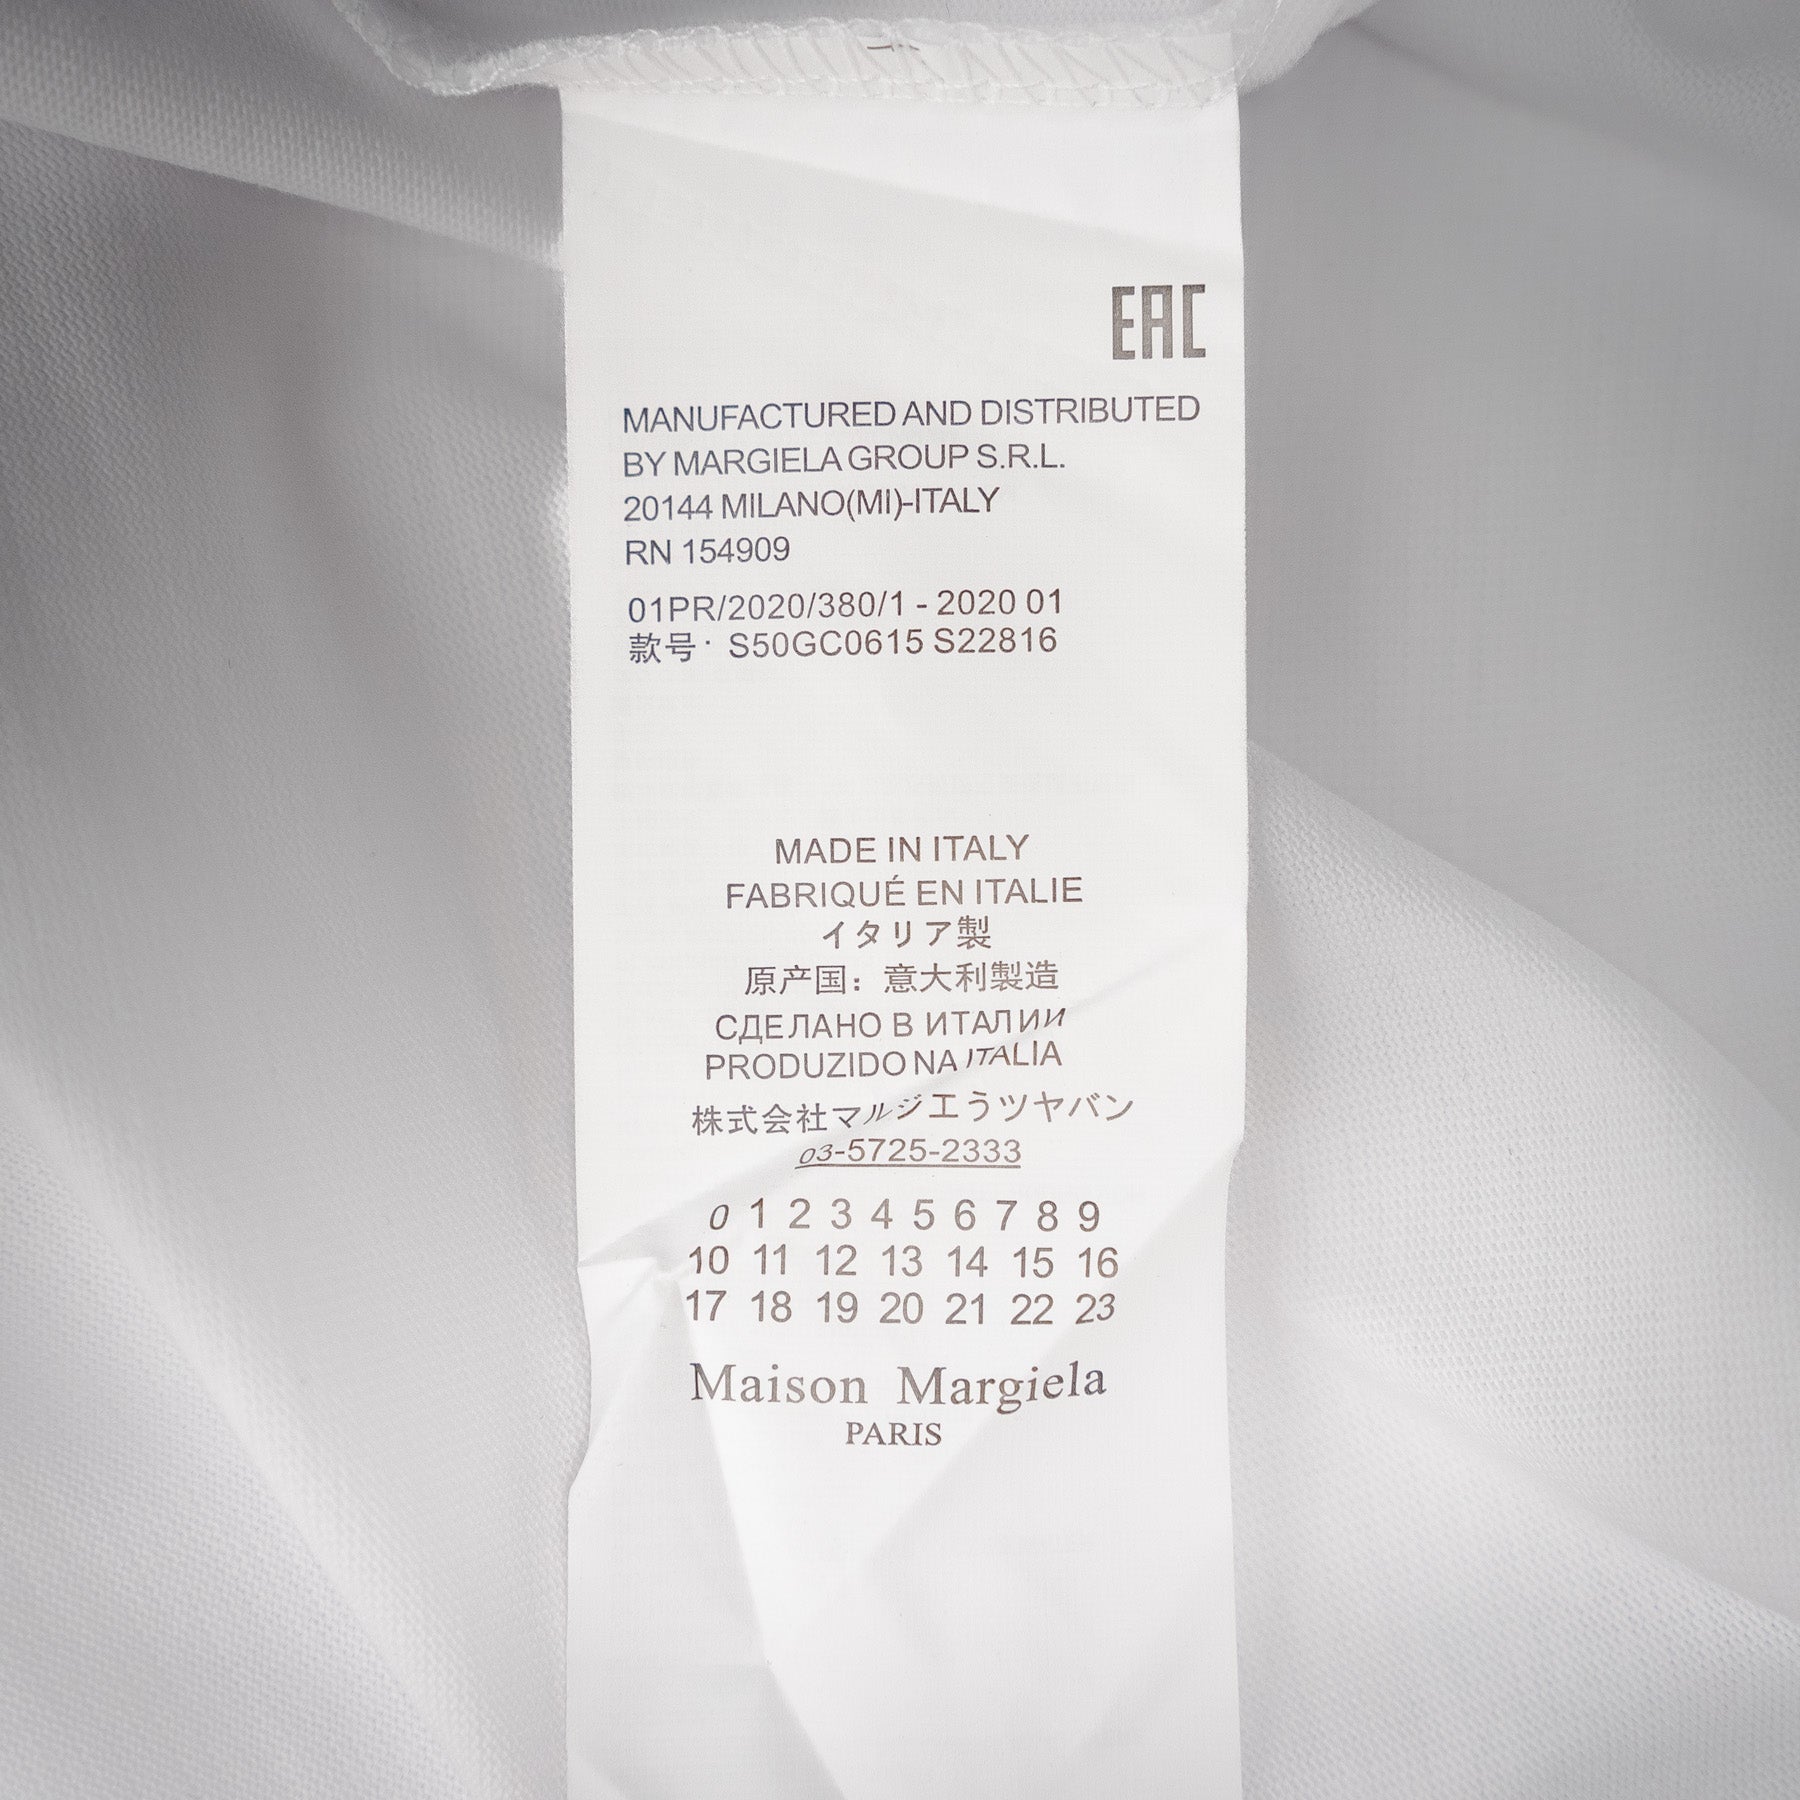 EAC
MANUFACTURED AND DISTRIBUTED
BY MARGIELA GROUP S.R.L.
20144 MILANO(MI)-ITALY
RN 154909
01PR/2020/380/1 - 2020 01
款号· S50GC0615 S22816
MADE IN ITALY
FABRIQUÉ EN ITALIE
イタリア製
原产国：意大利製造
СДЕЛАНО В ИТАЛИИ
PRODUZIDO NA ITALIA
株式会社マルジエうツヤバン
03-5725-2333
0 1 2 3 4 5 6 7 8 9
10 11 12 13 14 15 16
17 18 19 20 21 22 23
Maison Margiela
PARIS